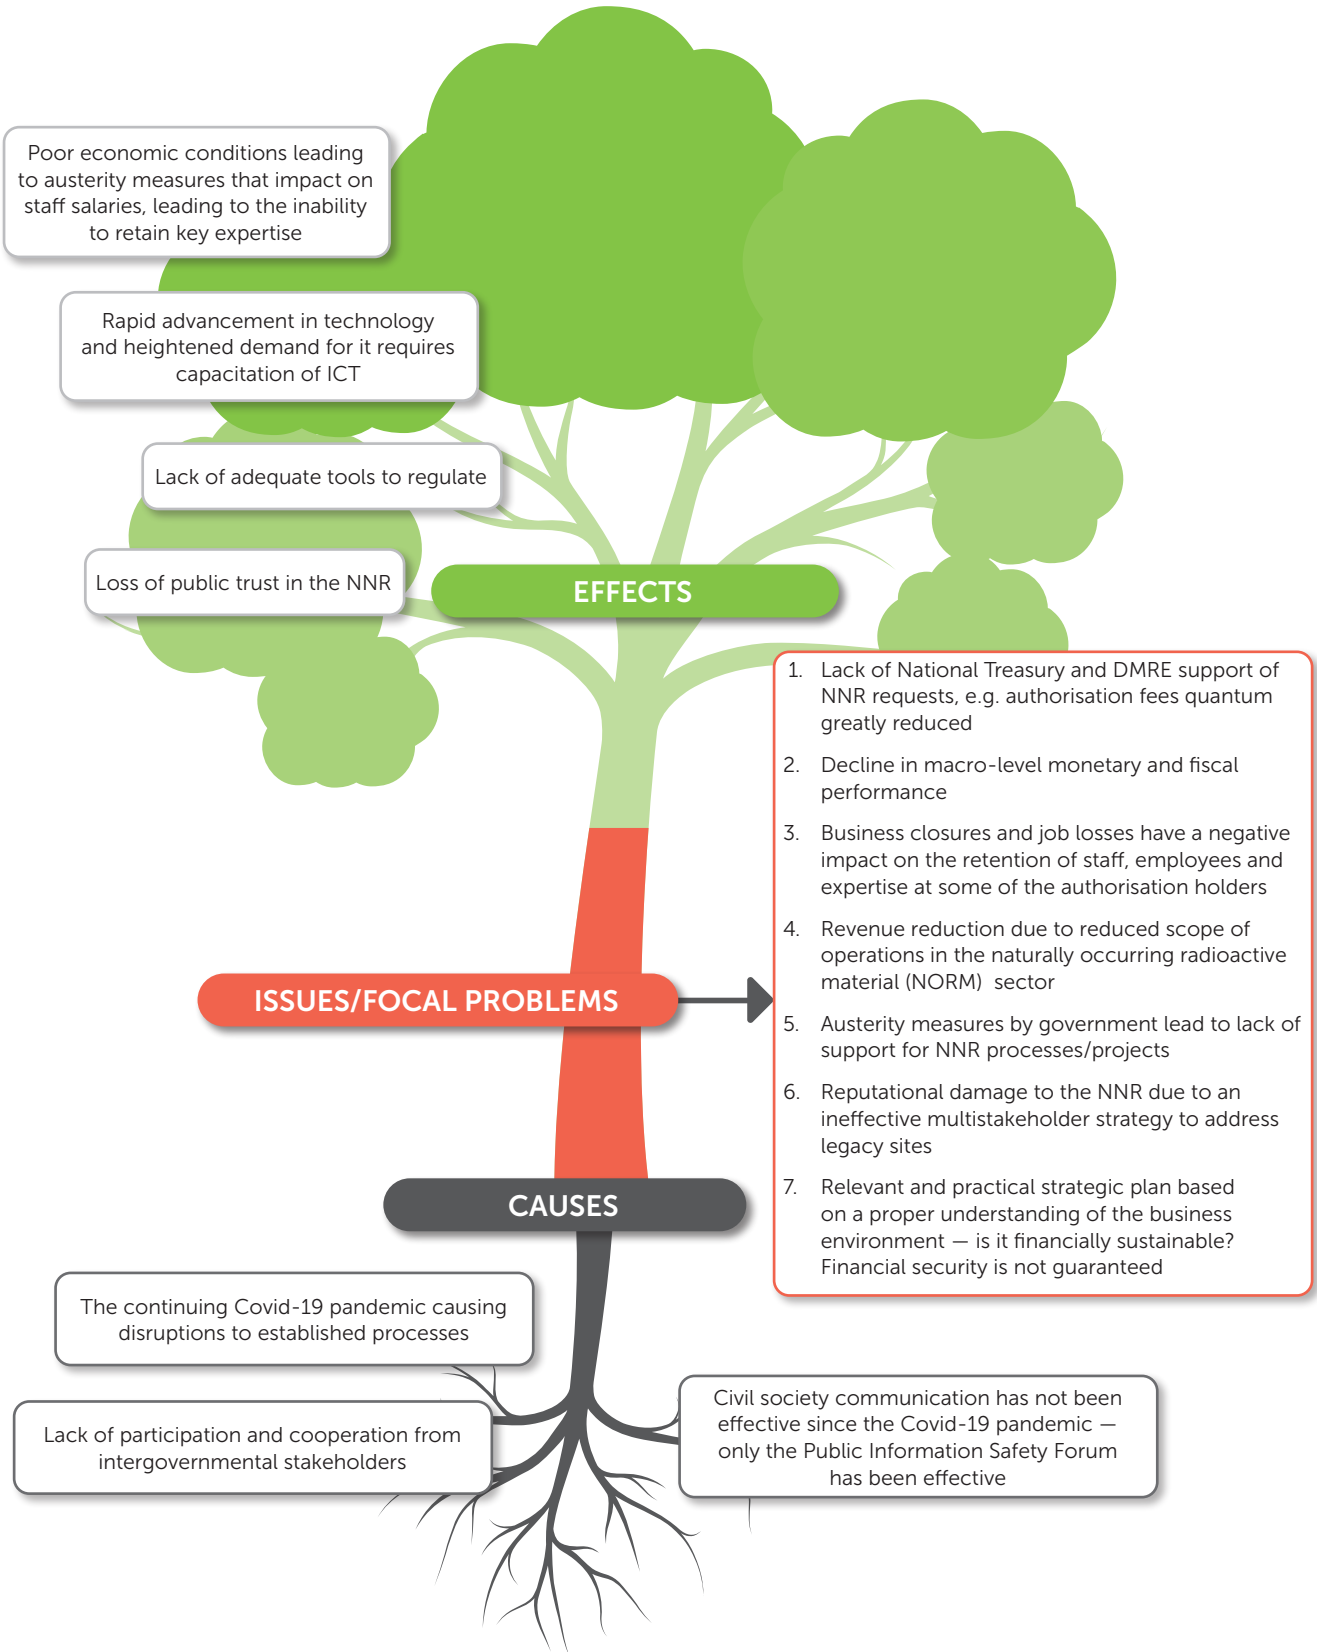 Poor economic conditions leading
to austerity measures that impact on
staff salaries, leading to the inability
to retain key expertise
Rapid advancement in technology
and heightened demand for it requires
capacitation of ICT
Lack of adequate tools to regulate
Loss of public trust in the NNR
EFFECTS
1. Lack of National Treasury and DMRE support of
NNR requests, e.g. authorisation fees quantum
greatly reduced
2. Decline in macro-level monetary and fiscal
performance
3. Business closures and job losses have a negative
impact on the retention of staff, employees and
expertise at some of the authorisation holders
4. Revenue reduction due to reduced scope of
operations in the naturally occurring radioactive
material (NORM) sector
5. Austerity measures by government lead to lack of
support for NNR processes/projects
6. Reputational damage to the NNR due to an
ineffective multistakeholder strategy to address
legacy sites
7. Relevant and practical strategic plan based
on a proper understanding of the business
environment — is it financially sustainable?
Financial security is not guaranteed
ISSUES/FOCAL PROBLEMS
CAUSES
The continuing Covid-19 pandemic causing
disruptions to established processes
Lack of participation and cooperation from
intergovernmental stakeholders
Civil society communication has not been
effective since the Covid-19 pandemic —
only the Public Information Safety Forum
has been effective